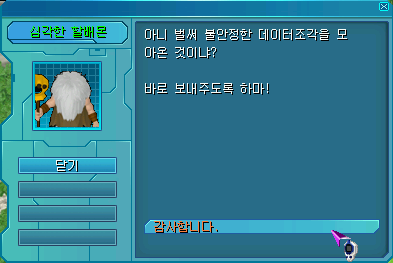 심각한 할배몬
아니 벌써 불안정한 데이터조각을 모
아온 것이냐?
바로 보내주도록 하마!
닫기
감사합니다.